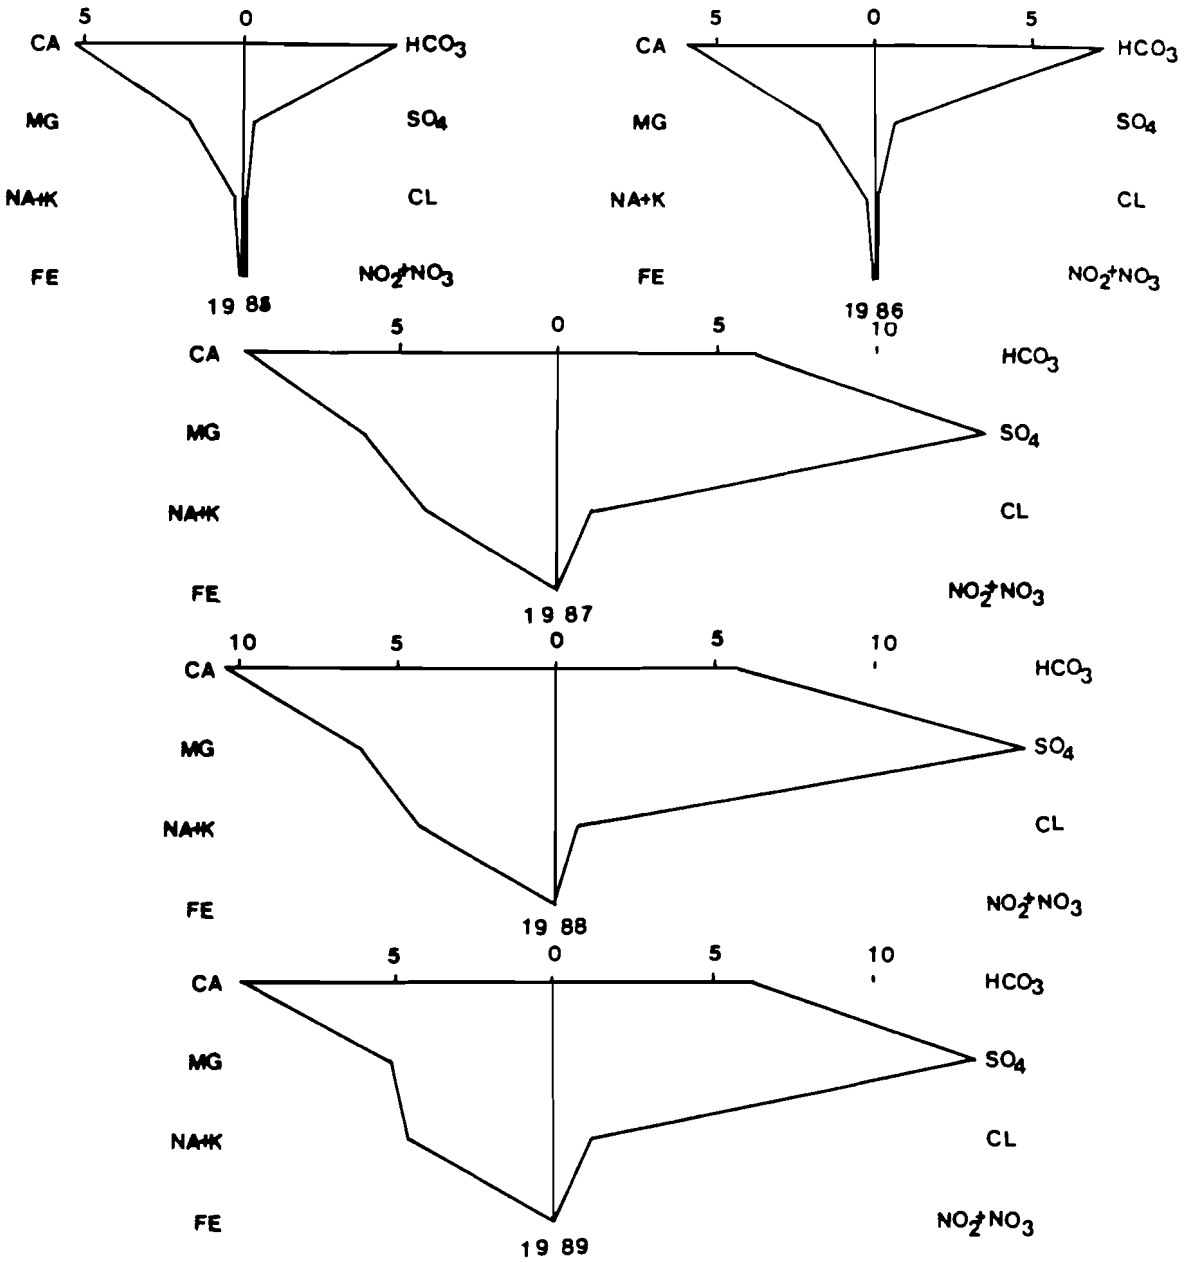 5 0 5 0 5
CA HCO3 CA HCO3
MG SO4 MG SO4
NA+K CL NA+K CL
FE NO2+NO3 FE NO2+NO3
19 19 86
5 0 5 10
CA HCO3
MG SO4
NA+K CL
FE NO2+NO3
19 87
10 5 0 5 10
CA HCO3
MG SO4
NA+K CL
FE NO2+NO3
19 88
5 0 5 10
CA HCO3
MG SO4
NA+K CL
FE NO2+NO3
19 89